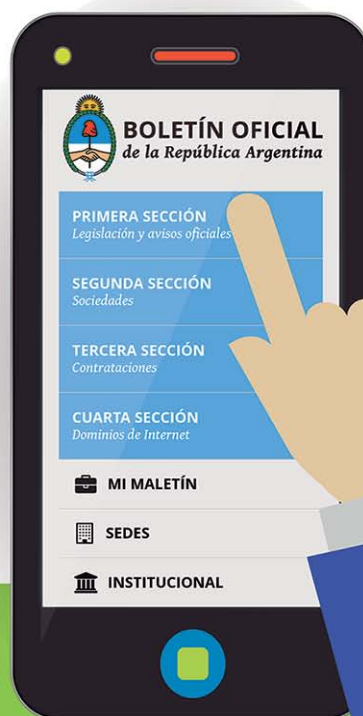 BOLETÍN OFICIAL
de la República Argentina
PRIMERA SECCIÓN
Legislación y avisos oficiales
SEGUNDA SECCIÓN
Sociedades
TERCERA SECCIÓN
Contrataciones
CUARTA SECCIÓN
Dominios de Internet
MI MALETÍN
SEDES
INSTITUCIONAL